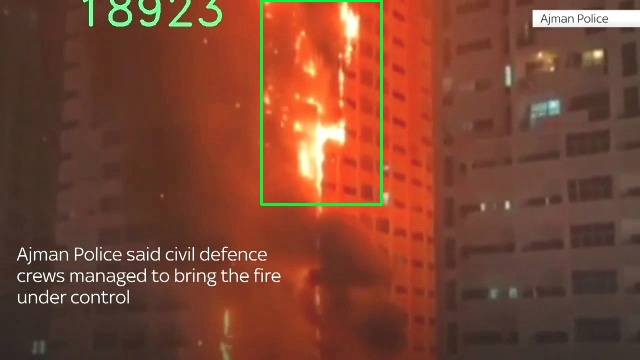 18923
Ajman Police
Ajman Police said civil defence
crews managed to bring the fire
under control